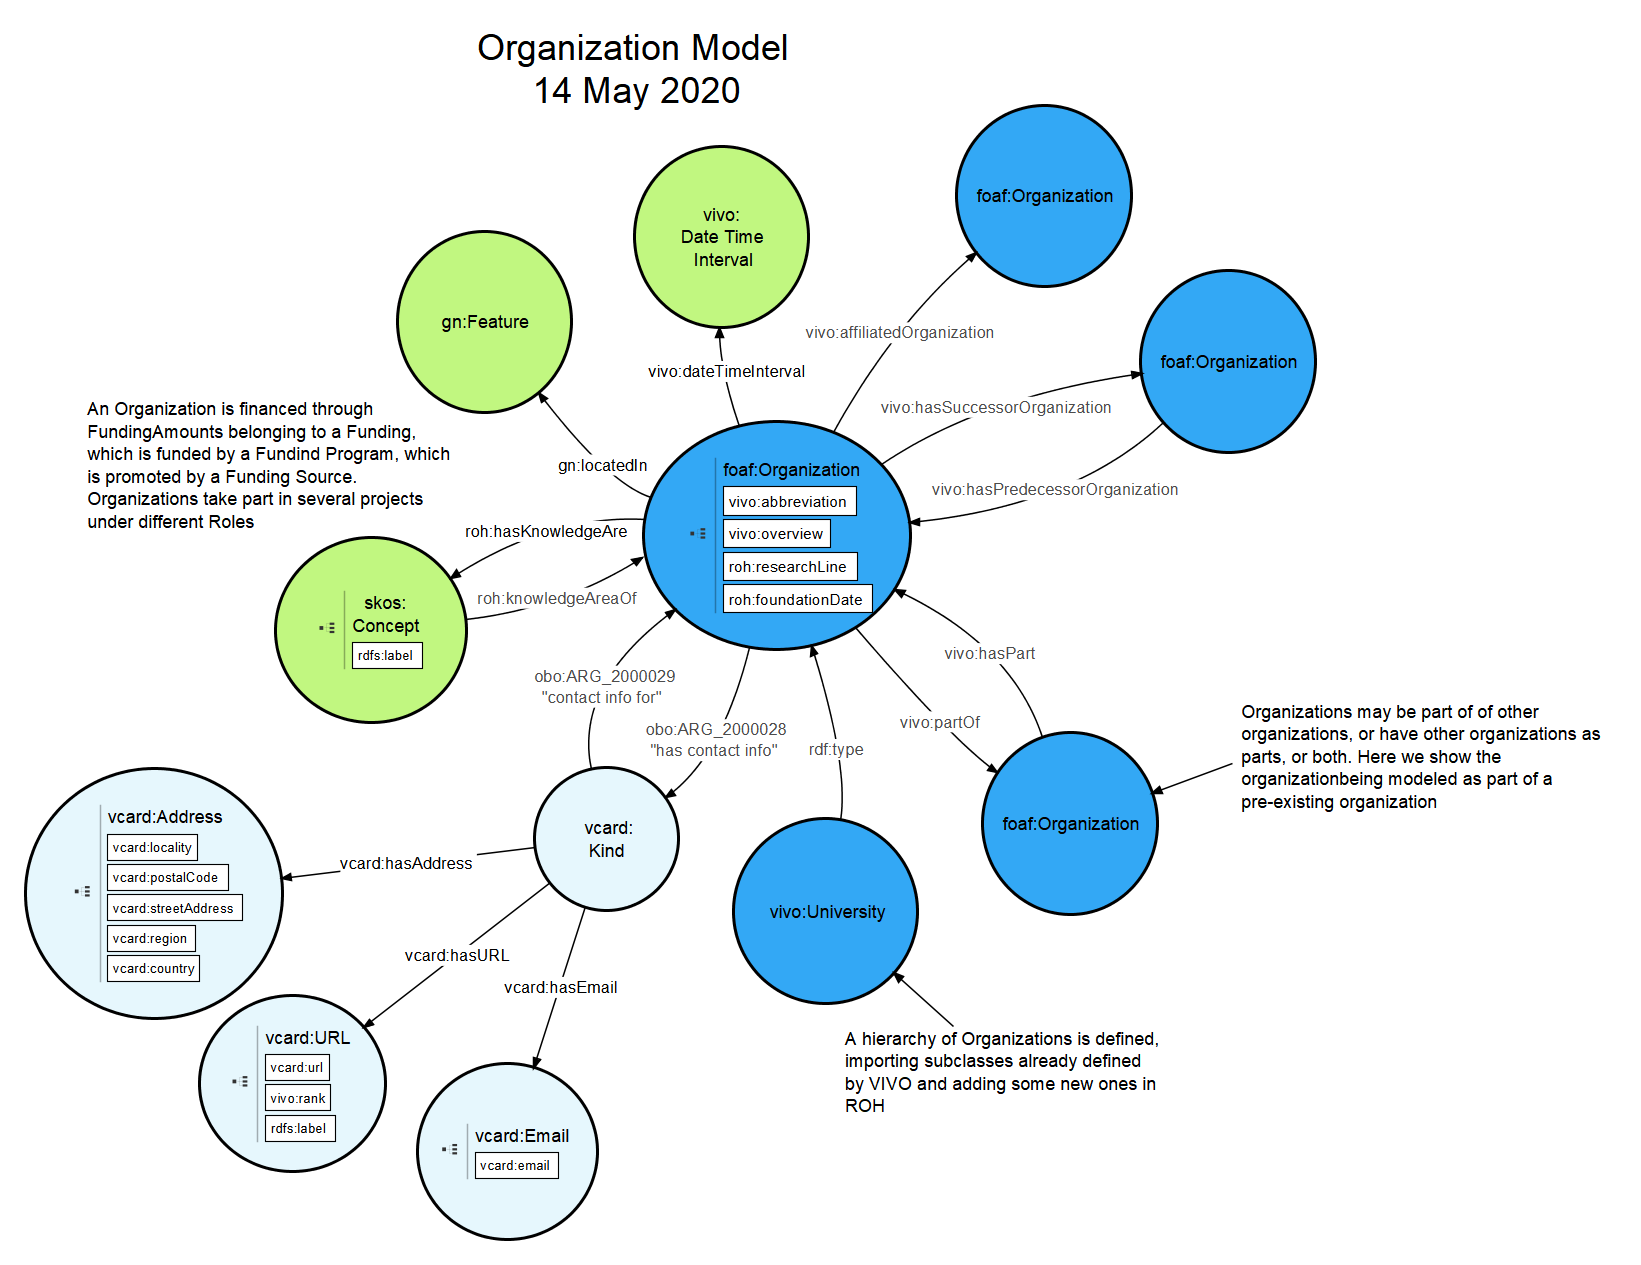 Organization Model
14 May 2020
foaf:Organization
vivo:
Date Time
Interval
gn:Feature
vivo:affiliatedOrganization
foaf:Organization
vivo:dateTimeInterval
An Organization is financed through
FundingAmounts belonging to a Funding,
which is funded by a Fundind Program, which
is promoted by a Funding Source.
Organizations take part in several projects
under different Roles
vivo:hasSuccessorOrganization
gn:locatedIn
foaf:Organization
vivo:abbreviation
vivo:overview
roh:researchLine
roh:foundationDate
vivo:hasPredecessorOrganization
roh:hasKnowledgeAre
roh:knowledgeAreaOf
skos:
Concept
rdfs:label
vivo:hasPart
obo:ARG_2000029
"contact info for"
obo:ARG_2000028
"has contact info"
rdf:type
vivo:partOf
Organizations may be part of of other
organizations, or have other organizations as
parts, or both. Here we show the
organizationbeing modeled as part of a
pre-existing organization
foaf:Organization
vcard:
Kind
vcard:hasAddress
vcard:Address
vcard:locality
vcard:postalCode
vcard:streetAddress
vcard:region
vcard:country
vivo:University
vcard:hasURL
vcard:hasEmail
vcard:URL
vcard:url
vivo:rank
rdfs:label
A hierarchy of Organizations is defined,
importing subclasses already defined
by VIVO and adding some new ones in
ROH
vcard:Email
vcard:email